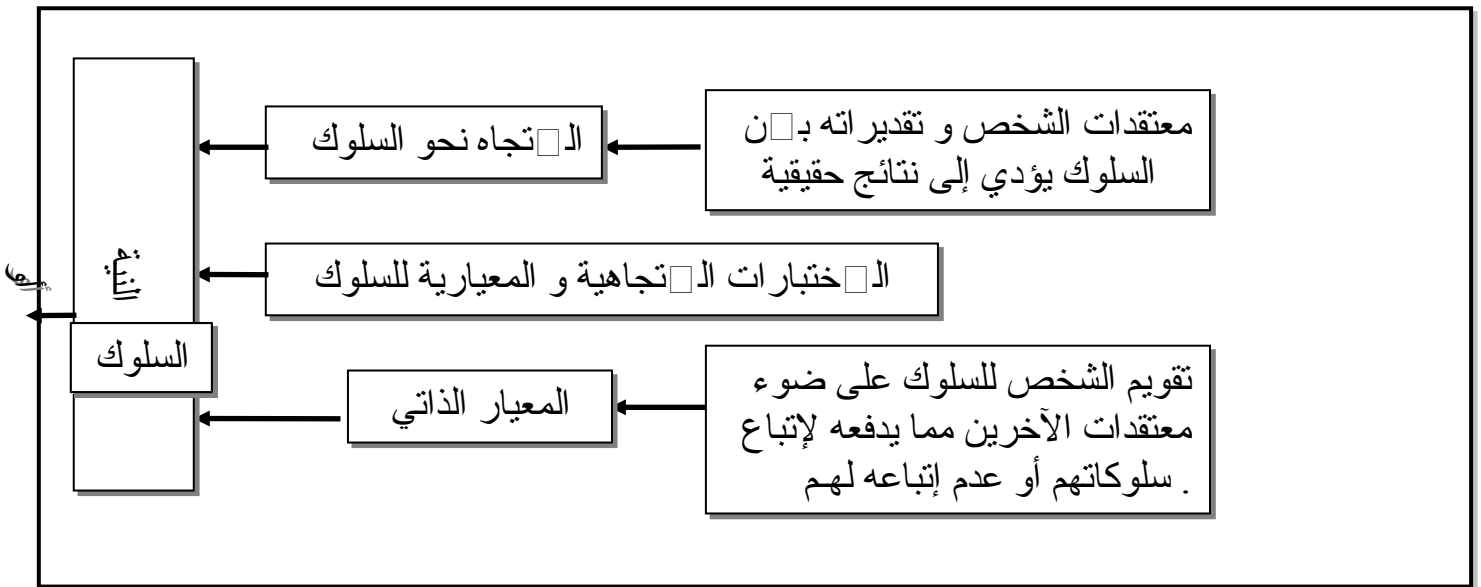 معتقدات الشخص و تقديراته بـ□ن
السلوك يؤدي إلى نتائج حقيقية
الـ□تجاه نحو السلوك
الـ□ختبارات الـ□تجاهية و المعيارية للسلوك
تقويم الشخص للسلوك على ضوء
معتقدات الآخرين مما يدفعه لإتباع
سلوكاتهم أو عدم إتباعه لهم .
المعيار الذاتي
السلوك